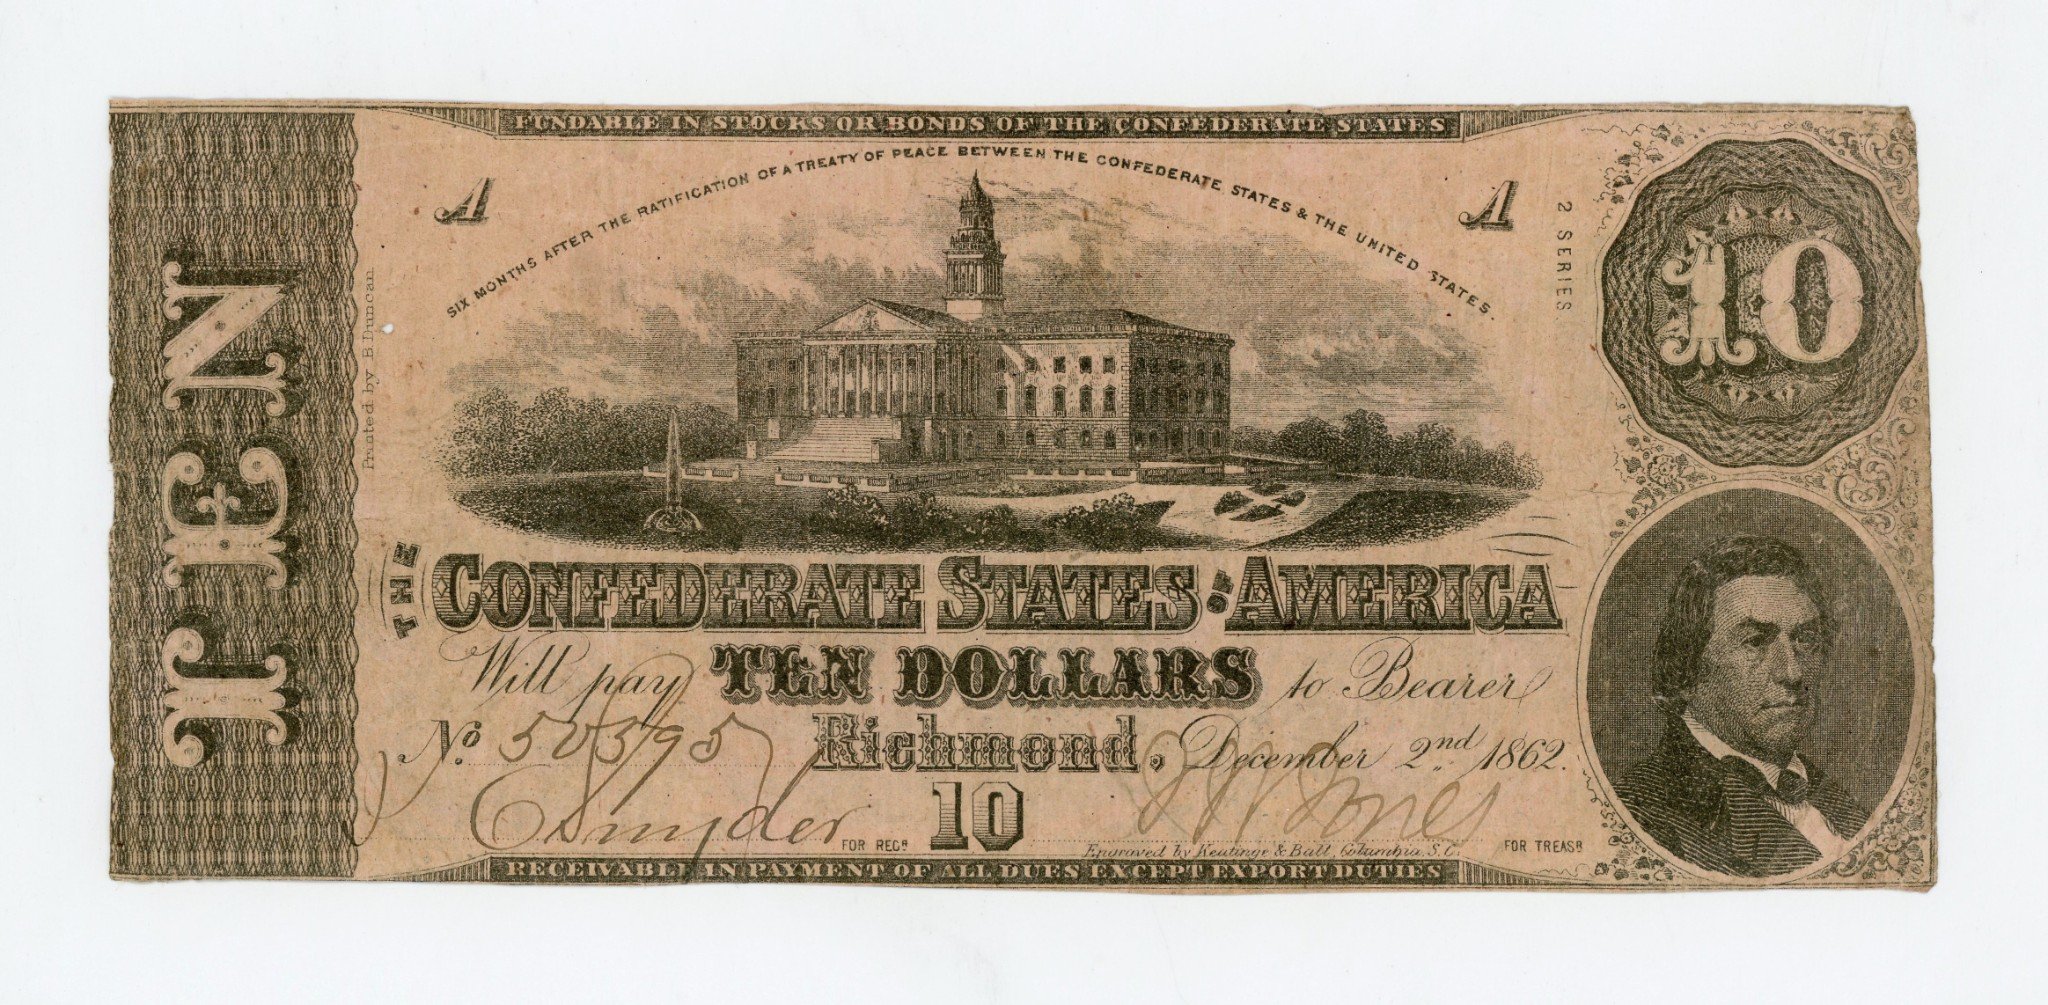 FUNDABLE IN STOCKS OR BONDS OF THE CONFEDERATE STATES
SIX MONTHS AFTER THE RATIFICATION OF A TREATY OF PEACE BETWEEN THE CONFEDERATE STATES & THE UNITED STATES.
A
A
2 SERIES
10
TEN
Printed by B Duncan
THE CONFEDERATE STATES OF AMERICA
Will pay TEN DOLLARS to Bearer
No. 50595 Richmond, December 2nd 1862.
C Snyder FOR REGR 10 Jones FOR TREASR
Engraved by Keatinge & Ball, Columbia, S.C.
RECEIVABLE IN PAYMENT OF ALL DUES EXCEPT EXPORT DUTIES